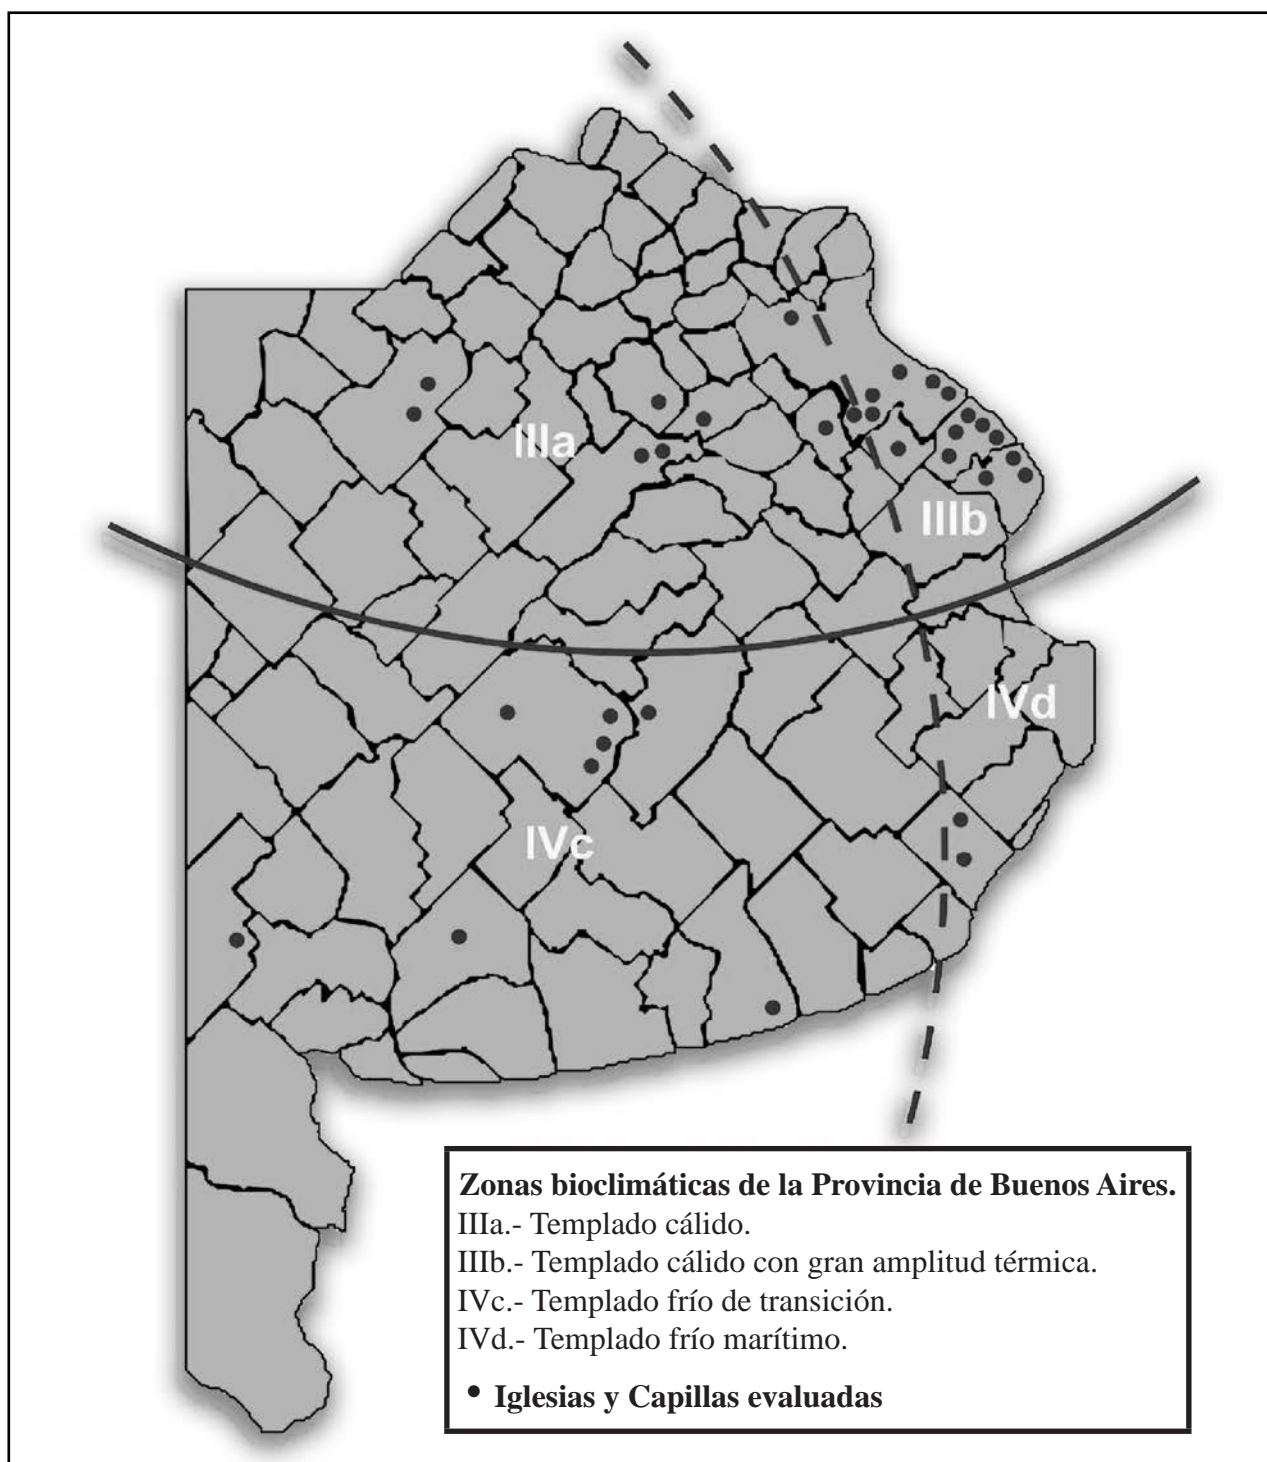 IIIa
IIIb
IVd
IVc
Zonas bioclimáticas de la Provincia de Buenos Aires.
IIIa.- Templado cálido.
IIIb.- Templado cálido con gran amplitud térmica.
IVc.- Templado frío de transición.
IVd.- Templado frío marítimo.
• Iglesias y Capillas evaluadas